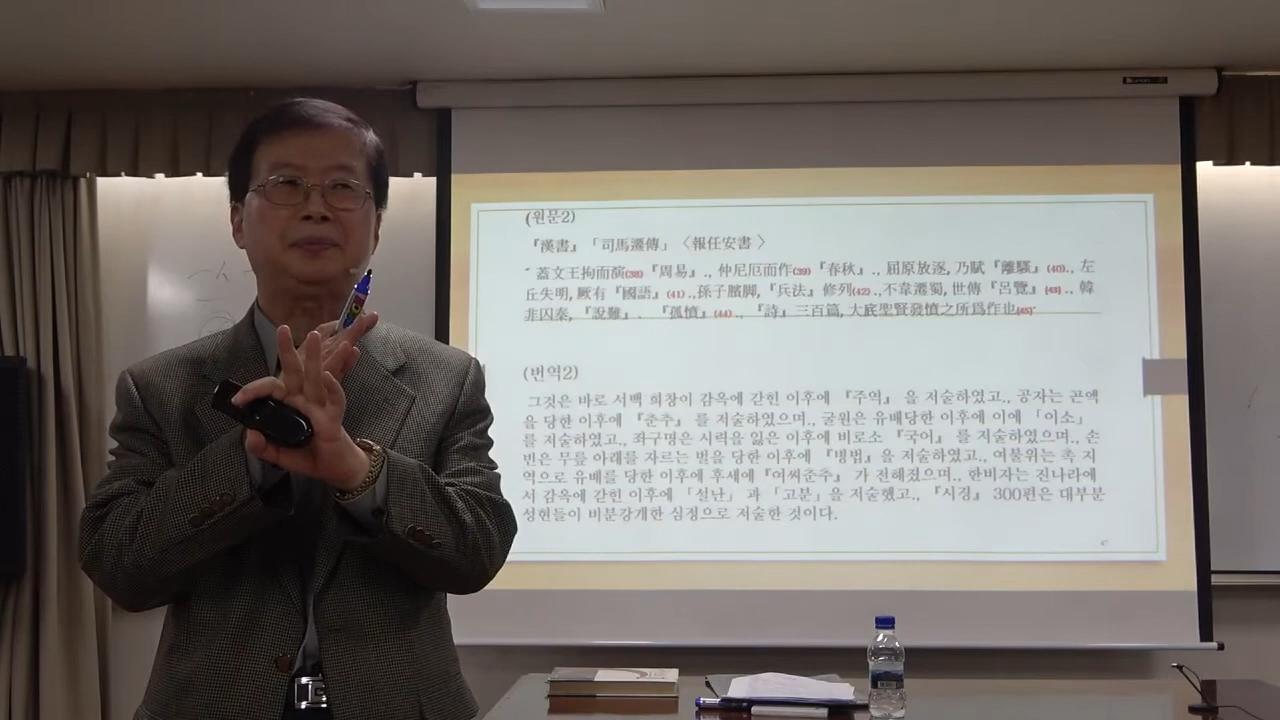 (원문2)
『漢書』「司馬遷傳」〈報任安書 〉
蓋文王拘而演(38)『周易』., 仲尼厄而作(39)『春秋』., 屈原放逐, 乃賦『離騷』(40)., 左
丘失明, 厥有『國語』(41)., 孫子臏脚, 『兵法』修列(42)., 不韋遷蜀, 世傳『呂覽』(43)., 韓
非囚秦, 『說難』、『孤憤』(44)., 『詩』三百篇, 大底聖賢發憤之所爲作也(45)"
(번역2)
그것은 바로 서백 희창이 감옥에 갇힌 이후에 『주역』 을 저술하였고., 공자는 곤액
을 당한 이후에 『춘추』 를 저술하였으며., 굴원은 유배당한 이후에 이에 「이소」
를 저술하였고., 좌구명은 시력을 잃은 이후에 비로소 『국어』 를 저술하였으며., 손
빈은 무릎 아래를 자르는 벌을 당한 이후에 『병법』을 저술하였고., 여불위는 촉 지
역으로 유배를 당한 이후에 후세에 『여씨춘추』 가 전해졌으며., 한비자는 진나라에
서 감옥에 갇힌 이후에 「설난」 과 「고분」을 저술했고., 『시경』 300편은 대부분
성현들이 비분강개한 심정으로 저술한 것이다.
47